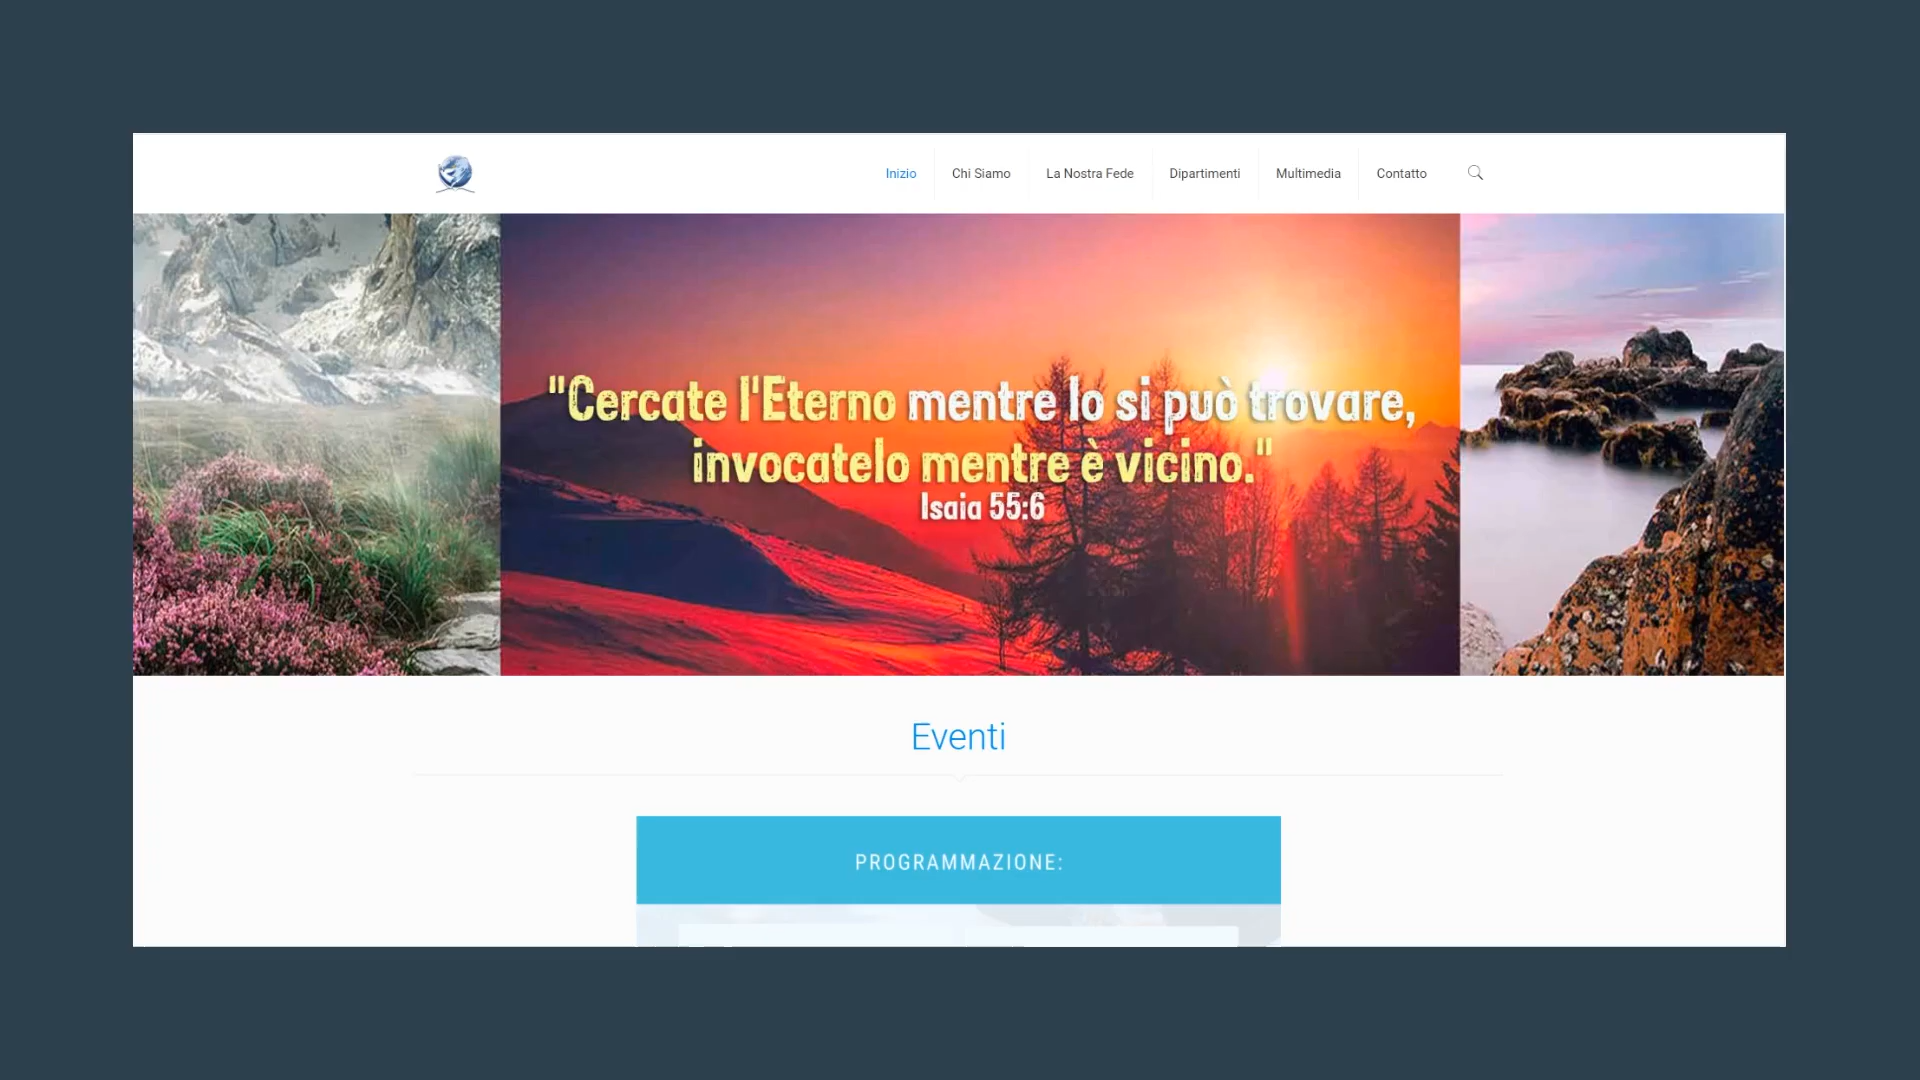 Inizio
Chi Siamo
La Nostra Fede
Dipartimenti
Multimedia
Contatto
"Cercate l'Eterno mentre lo si può trovare,
invocatelo mentre è vicino."
Isaia 55:6
Eventi
PROGRAMMAZIONE: